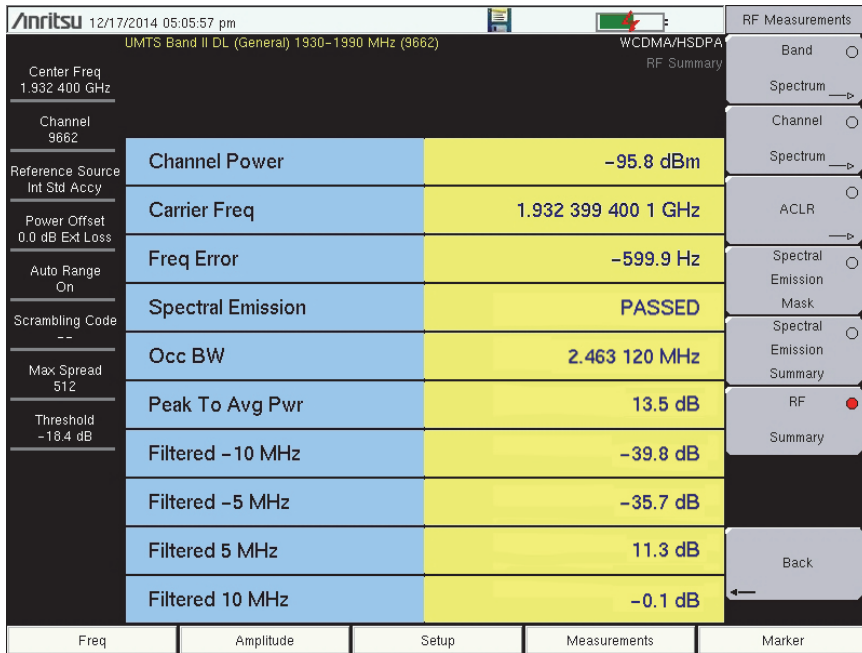 Anritsu 12/17/2014 05:05:57 pm
UMTS Band II DL (General) 1930-1990 MHz (9662)
WCDMA/HSDPA
RF Summary
Center Freq
1.932 400 GHz
Channel
9662
Reference Source
Int Std Accy
Power Offset
0.0 dB Ext Loss
Auto Range
On
Scrambling Code
--
Max Spread
512
Threshold
-18.4 dB
Channel Power -95.8 dBm
Carrier Freq 1.932 399 400 1 GHz
Freq Error -599.9 Hz
Spectral Emission PASSED
Occ BW 2.463 120 MHz
Peak To Avg Pwr 13.5 dB
Filtered -10 MHz -39.8 dB
Filtered -5 MHz -35.7 dB
Filtered 5 MHz 11.3 dB
Filtered 10 MHz -0.1 dB
RF Measurements
Band
Spectrum
Channel
Spectrum
ACLR
Spectral
Emission
Mask
Spectral
Emission
Summary
RF
Summary
Back
Freq Amplitude Setup Measurements Marker